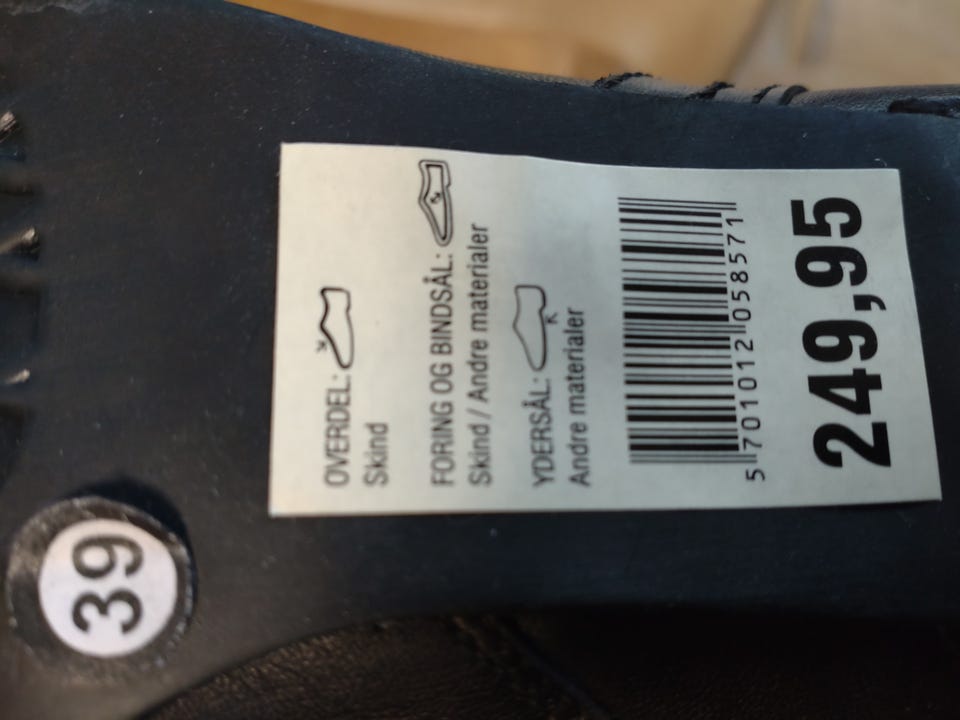 OVERDEL:
Skind
FORING OG BINDSÅL:
Skind / Andre materialer
YDERSÅL:
Andre materialer
5 701012 058571
249,95
39